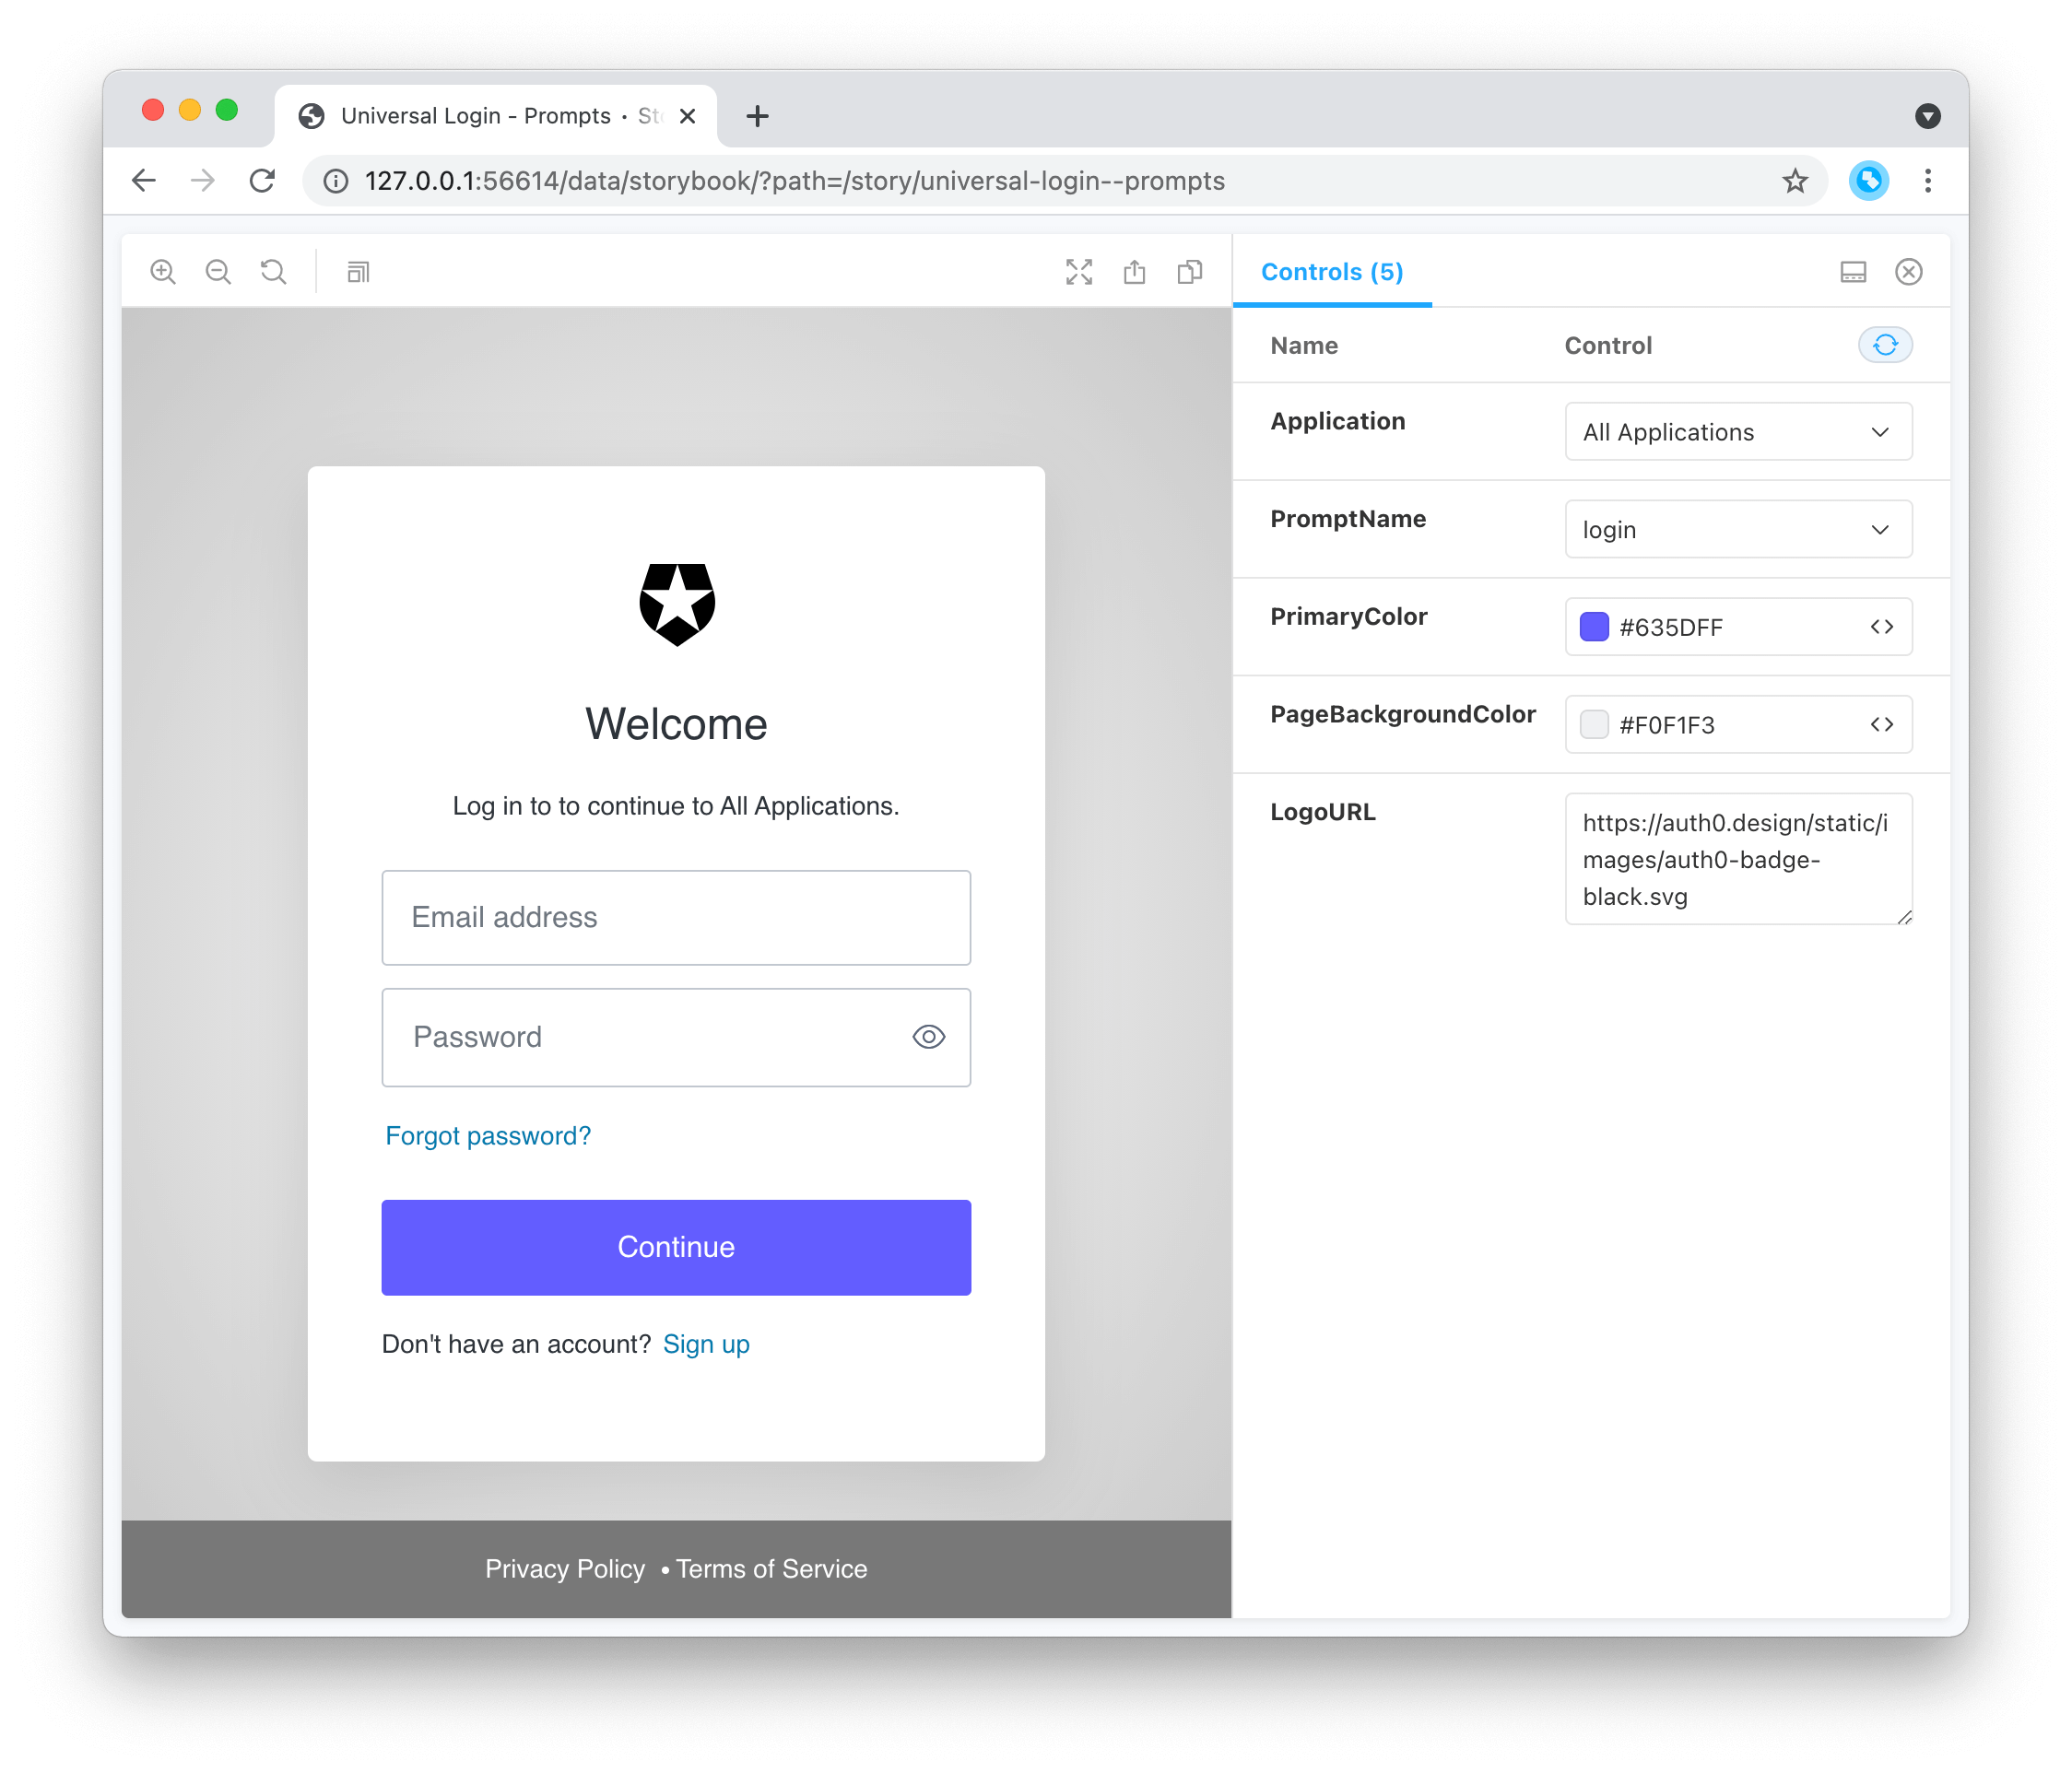 Universal Login - Prompts · Sto
127.0.0.1:56614/data/storybook/?path=/story/universal-login--prompts
Controls (5)
Name Control
Application All Applications
PromptName login
PrimaryColor #635DFF
PageBackgroundColor #F0F1F3
LogoURL https://auth0.design/static/i
mages/auth0-badge-
black.svg
Welcome
Log in to to continue to All Applications.
Email address
Password
Forgot password?
Continue
Don't have an account? Sign up
Privacy Policy • Terms of Service